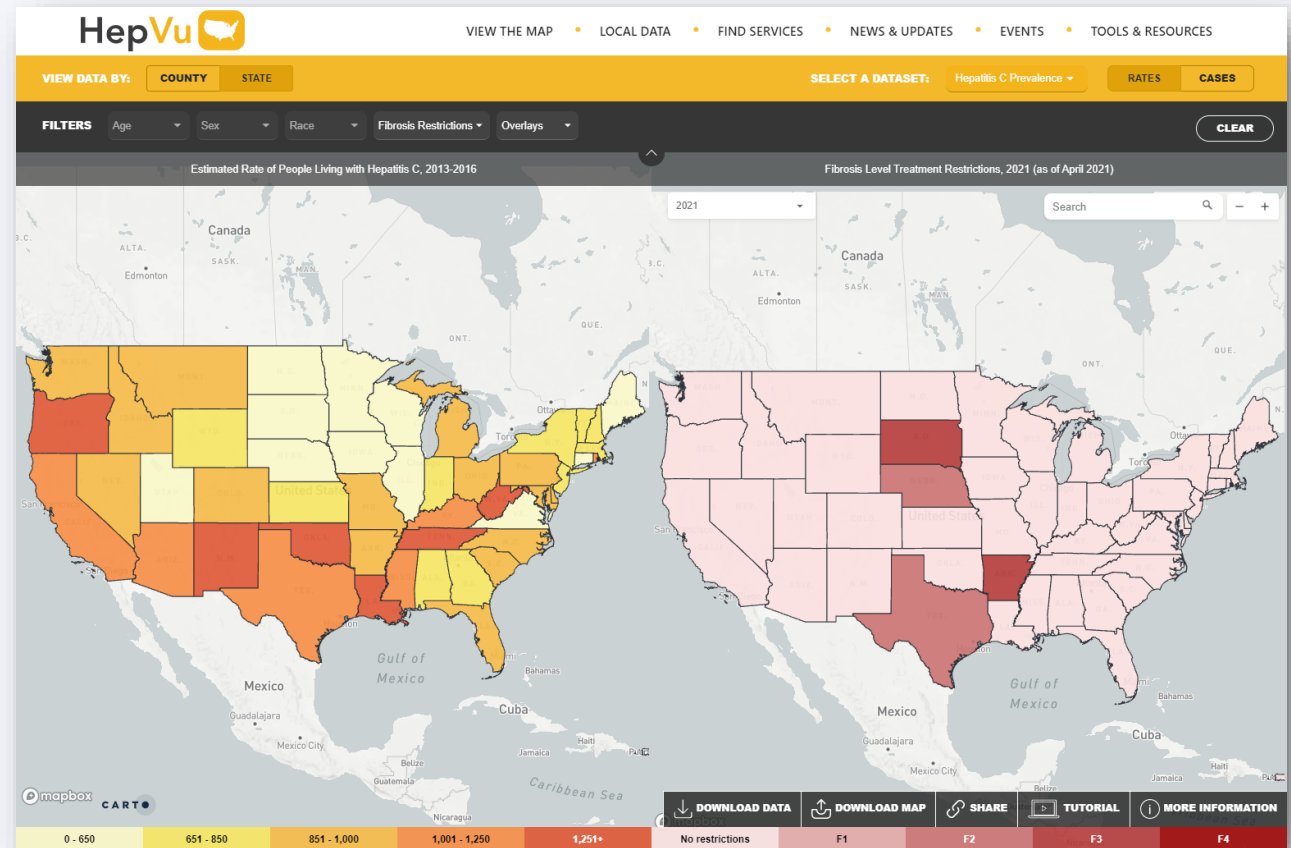 HepVu
VIEW THE MAP • LOCAL DATA • FIND SERVICES • NEWS & UPDATES • EVENTS • TOOLS & RESOURCES
VIEW DATA BY: COUNTY STATE SELECT A DATASET: Hepatitis C Prevalence RATES CASES
FILTERS Age Sex Race Fibrosis Restrictions Overlays CLEAR
Estimated Rate of People Living with Hepatitis C, 2013-2016
Fibrosis Level Treatment Restrictions, 2021 (as of April 2021)
2021
Search
− +
Canada
ALTA.
SASK.
MAN.
Edmonton
ONT.
QUE.
United States
Gulf of
Mexico
Mexico
Guadalajara
Mexico City
Bahamas
Cuba
Haiti
Jamaica
Belize
Guatemala
Nicaragua
Caribbean Sea
mapbox
CARTO
B.C.
Canada
ALTA.
SASK.
MAN.
Edmonton
ONT.
QUE.
United States
Gulf of
Mexico
Mexico
Guadalajara
Mexico City
Bahamas
Cuba
Haiti
Jamaica
Belize
DOWNLOAD DATA DOWNLOAD MAP SHARE TUTORIAL MORE INFORMATION
0 - 650 651 - 850 851 - 1,000 1,001 - 1,250 1,251+ No restrictions F1 F2 F3 F4